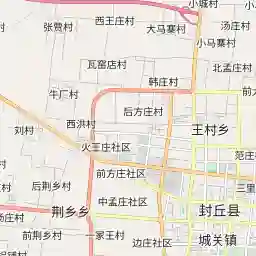 小城村
张贾村
西王庄村
汤庄村
大马寨村
小马寨村
瓦窑店村
北孟庄村
韩庄村
牛厂村
前大
后方庄村
西洪村
刘村
王村乡
火王庄社区
范庄
前方庄社区
后荆乡村
中孟庄社区
荆乡乡
封丘县
前荆乡村
一家王村
边庄社区
城关镇